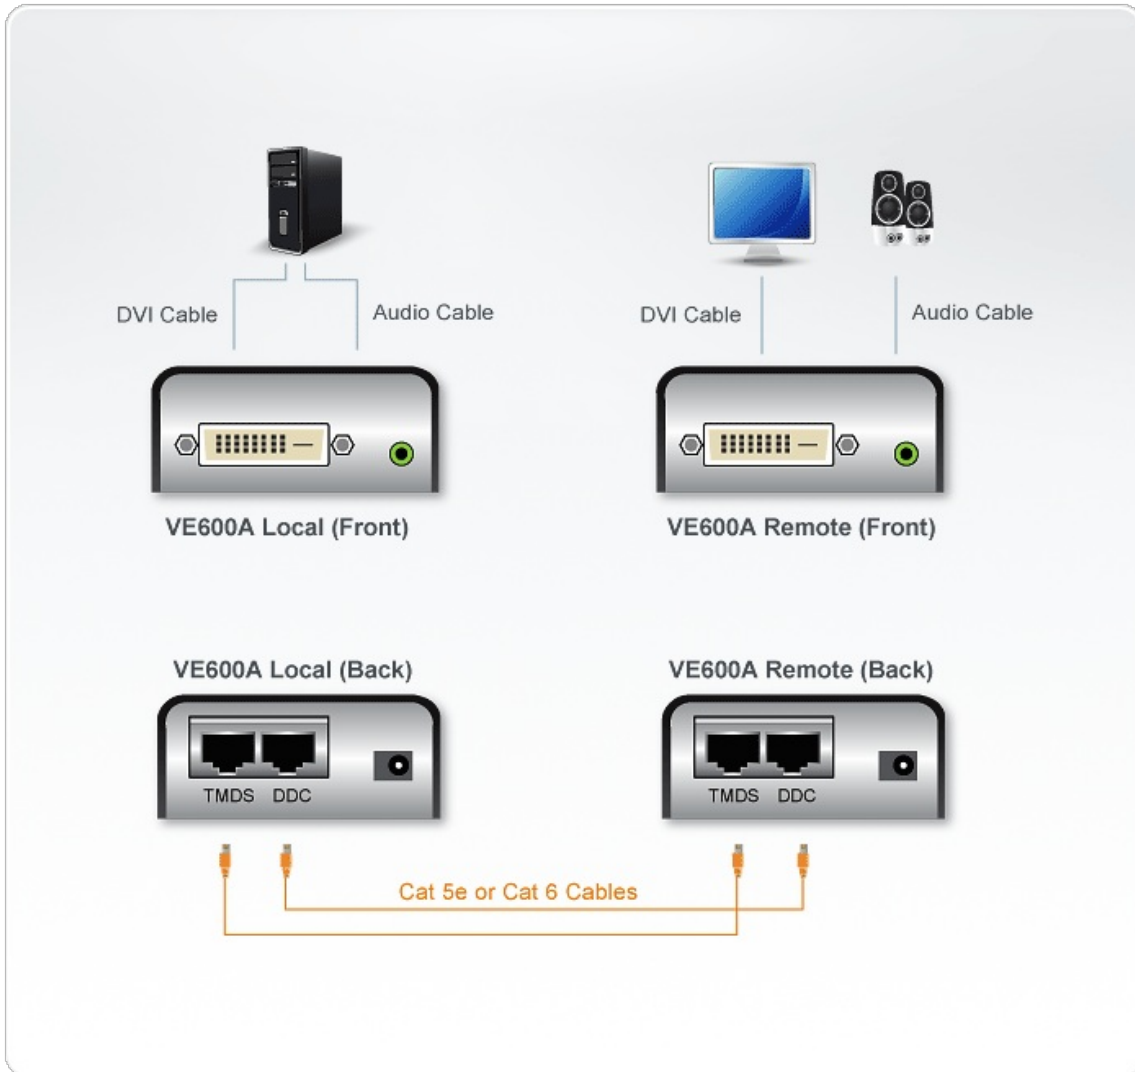 DVI Cable
Audio Cable
DVI Cable
Audio Cable
VE600A Local (Front)
VE600A Remote (Front)
VE600A Local (Back)
VE600A Remote (Back)
TMDS DDC
TMDS DDC
Cat 5e or Cat 6 Cables